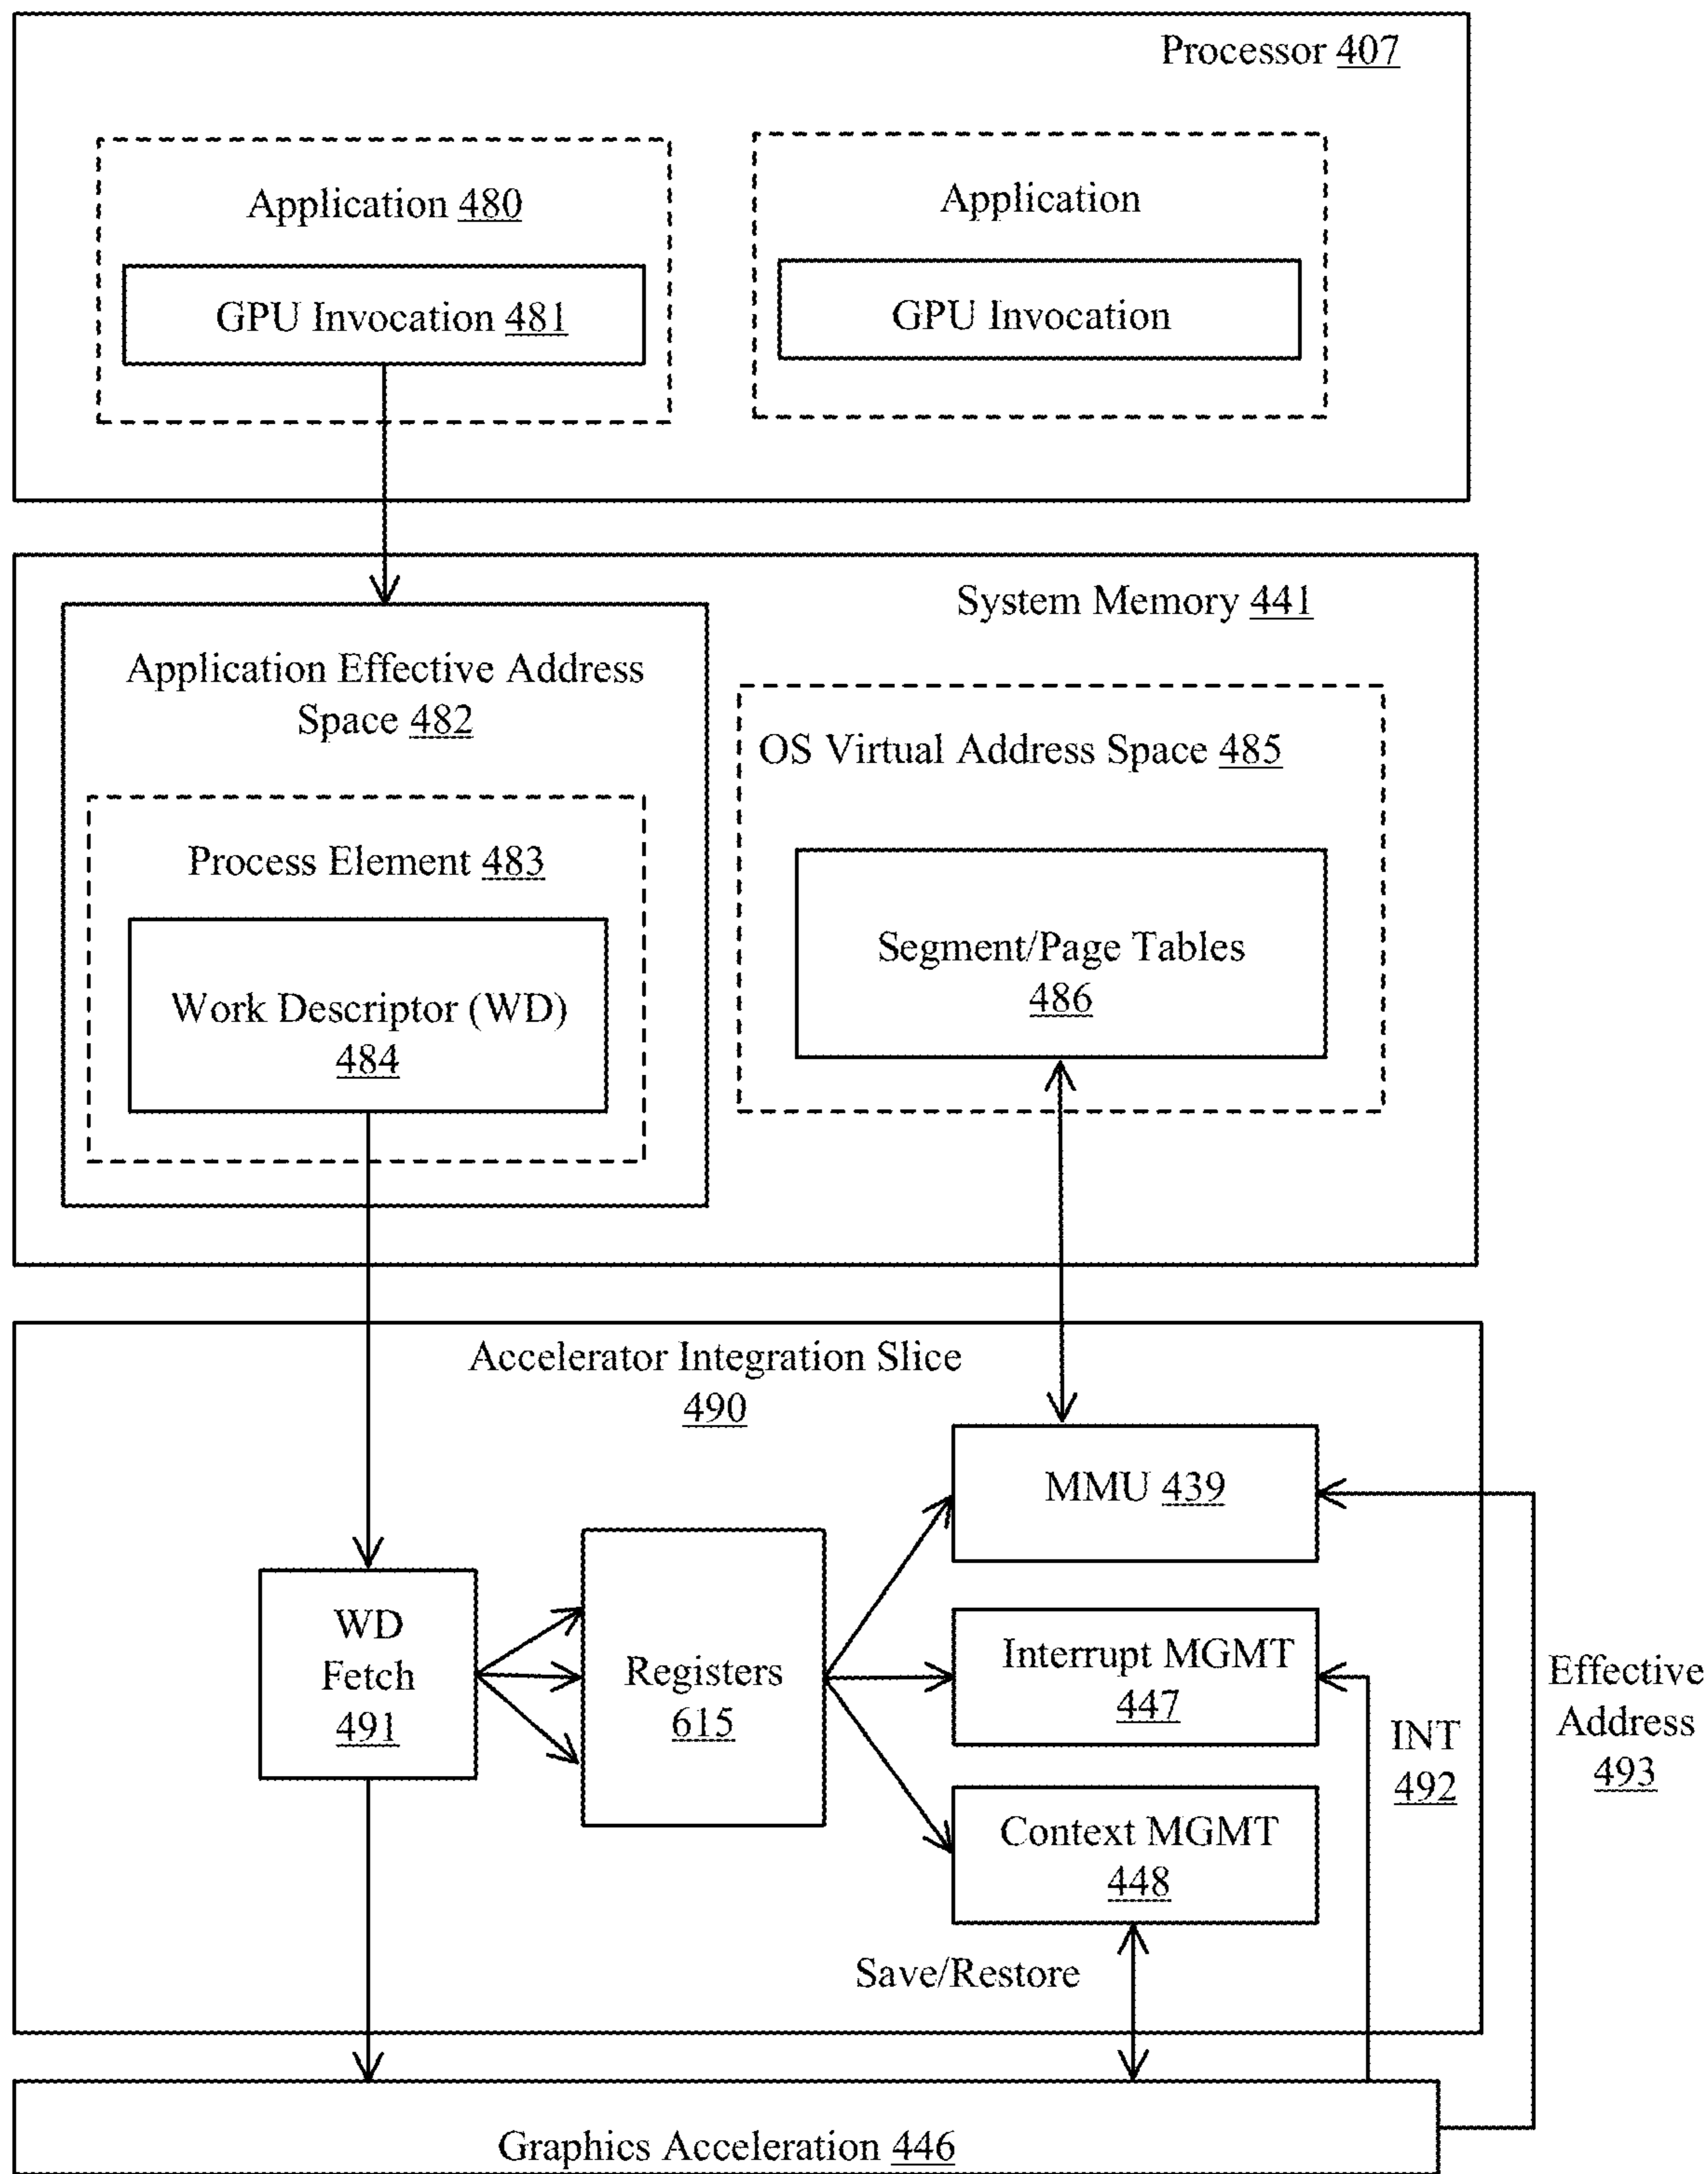 Processor 407
Application 480
Application
GPU Invocation 481
GPU Invocation
System Memory 441
Application Effective Address
Space 482
OS Virtual Address Space 485
Process Element 483
Segment/Page Tables
486
Work Descriptor (WD)
484
Accelerator Integration Slice
490
MMU 439
WD
Fetch
491
Registers
615
Interrupt MGMT
447
Effective
Address
493
INT
492
Context MGMT
448
Save/Restore
Graphics Acceleration 446